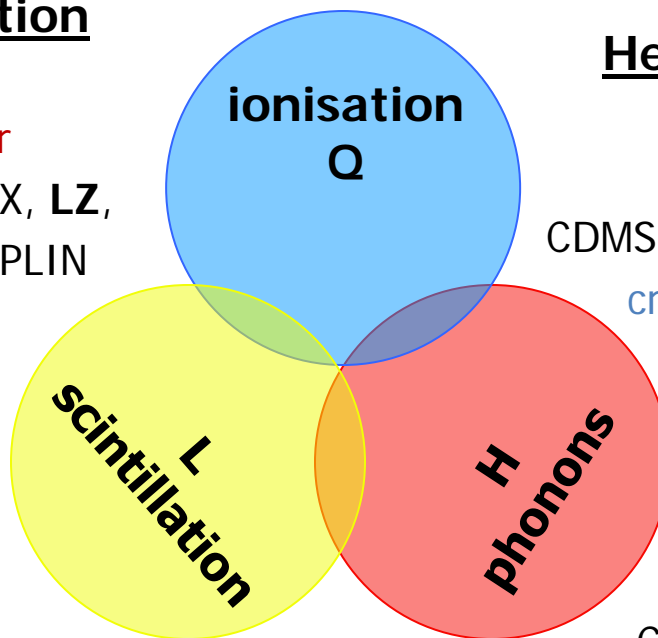 tion
He
ionisation
Q
r
X, LZ,
PLIN
CDMS
cr
L
scintillation
H
phonons